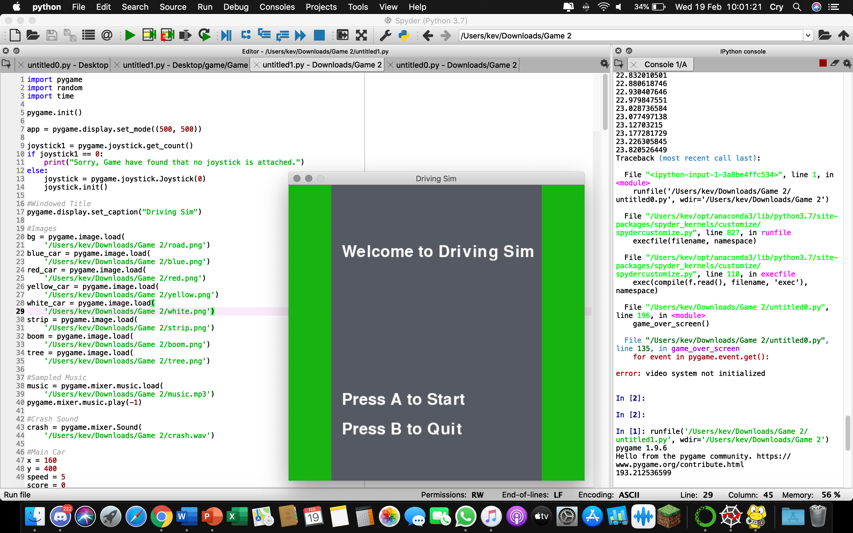 python File Edit Search Source Run Debug Consoles Projects Tools View Help 34% Wed 19 Feb 10:01:21 Cry
Spyder (Python 3.7)
/Users/kev/Downloads/Game 2
Editor - /Users/kev/Downloads/Game 2/untitled1.py
untitled0.py - Desktop untitled1.py - Desktop/game/Game untitled1.py - Downloads/Game 2 untitled0.py - Downloads/Game 2
1 import pygame
2 import random
3 import time
4
5 pygame.init()
6
7 app = pygame.display.set_mode((500, 500))
8
9 joystick1 = pygame.joystick.get_count()
10 if joystick1 == 0:
11 print("Sorry, Game have found that no joystick is attached.")
12 else:
13 joystick = pygame.joystick.Joystick(0)
14 joystick.init()
15
16 #Windowed Title
17 pygame.display.set_caption("Driving Sim")
18
19 #Images
20 bg = pygame.image.load(
21 '/Users/kev/Downloads/Game 2/road.png')
22 blue_car = pygame.image.load(
23 '/Users/kev/Downloads/Game 2/blue.png')
24 red_car = pygame.image.load(
25 '/Users/kev/Downloads/Game 2/red.png')
26 yellow_car = pygame.image.load(
27 '/Users/kev/Downloads/Game 2/yellow.png')
28 white_car = pygame.image.load(
29 '/Users/kev/Downloads/Game 2/white.png')
30 strip = pygame.image.load(
31 '/Users/kev/Downloads/Game 2/strip.png')
32 boom = pygame.image.load(
33 '/Users/kev/Downloads/Game 2/boom.png')
34 tree = pygame.image.load(
35 '/Users/kev/Downloads/Game 2/tree.png')
36
37 #Sampled Music
38 music = pygame.mixer.music.load(
39 '/Users/kev/Downloads/Game 2/music.mp3')
40 pygame.mixer.music.play(-1)
41
42 #Crash Sound
43 crash = pygame.mixer.Sound(
44 '/Users/kev/Downloads/Game 2/crash.wav')
45
46 #Main Car
47 x = 160
48 y = 400
49 speed = 5
score = 0
Driving Sim
Welcome to Driving Sim
Press A to Start
Press B to Quit
IPython console
Console 1/A
22.832010501
22.880618746
22.930407646
22.979847551
23.028736584
23.077497138
23.12703215
23.177281729
23.226305845
23.820526449
Traceback (most recent call last):
File "<ipython-input-1-3a8be4ffc534>", line 1, in
<module>
runfile('/Users/kev/Downloads/Game 2/
untitled0.py', wdir='/Users/kev/Downloads/Game 2')
File "/Users/kev/opt/anaconda3/lib/python3.7/site-
packages/spyder_kernels/customize/
spydercustomize.py", line 827, in runfile
execfile(filename, namespace)
File "/Users/kev/opt/anaconda3/lib/python3.7/site-
packages/spyder_kernels/customize/
spydercustomize.py", line 110, in execfile
exec(compile(f.read(), filename, 'exec'),
namespace)
File "/Users/kev/Downloads/Game 2/untitled0.py",
line 196, in <module>
game_over_screen()
File "/Users/kev/Downloads/Game 2/untitled0.py",
line 135, in game_over_screen
for event in pygame.event.get():
error: video system not initialized
In [2]:
In [2]:
In [1]: runfile('/Users/kev/Downloads/Game 2/
untitled1.py', wdir='/Users/kev/Downloads/Game 2')
pygame 1.9.6
Hello from the pygame community. https://
www.pygame.org/contribute.html
193.212536599
Run file Permissions: RW End-of-lines: LF Encoding: ASCII Line: 29 Column: 45 Memory: 56 %